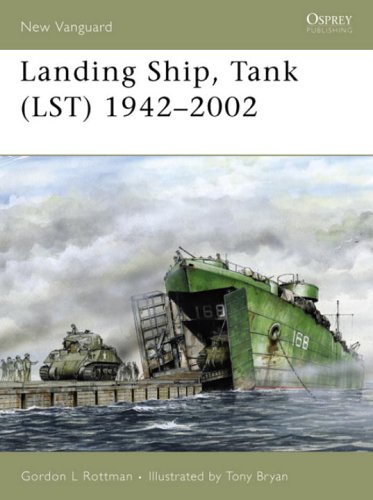 New Vanguard
OSPREY
PUBLISHING
Landing Ship, Tank
(LST) 1942–2002
168
168
Gordon L Rottman • Illustrated by Tony Bryan